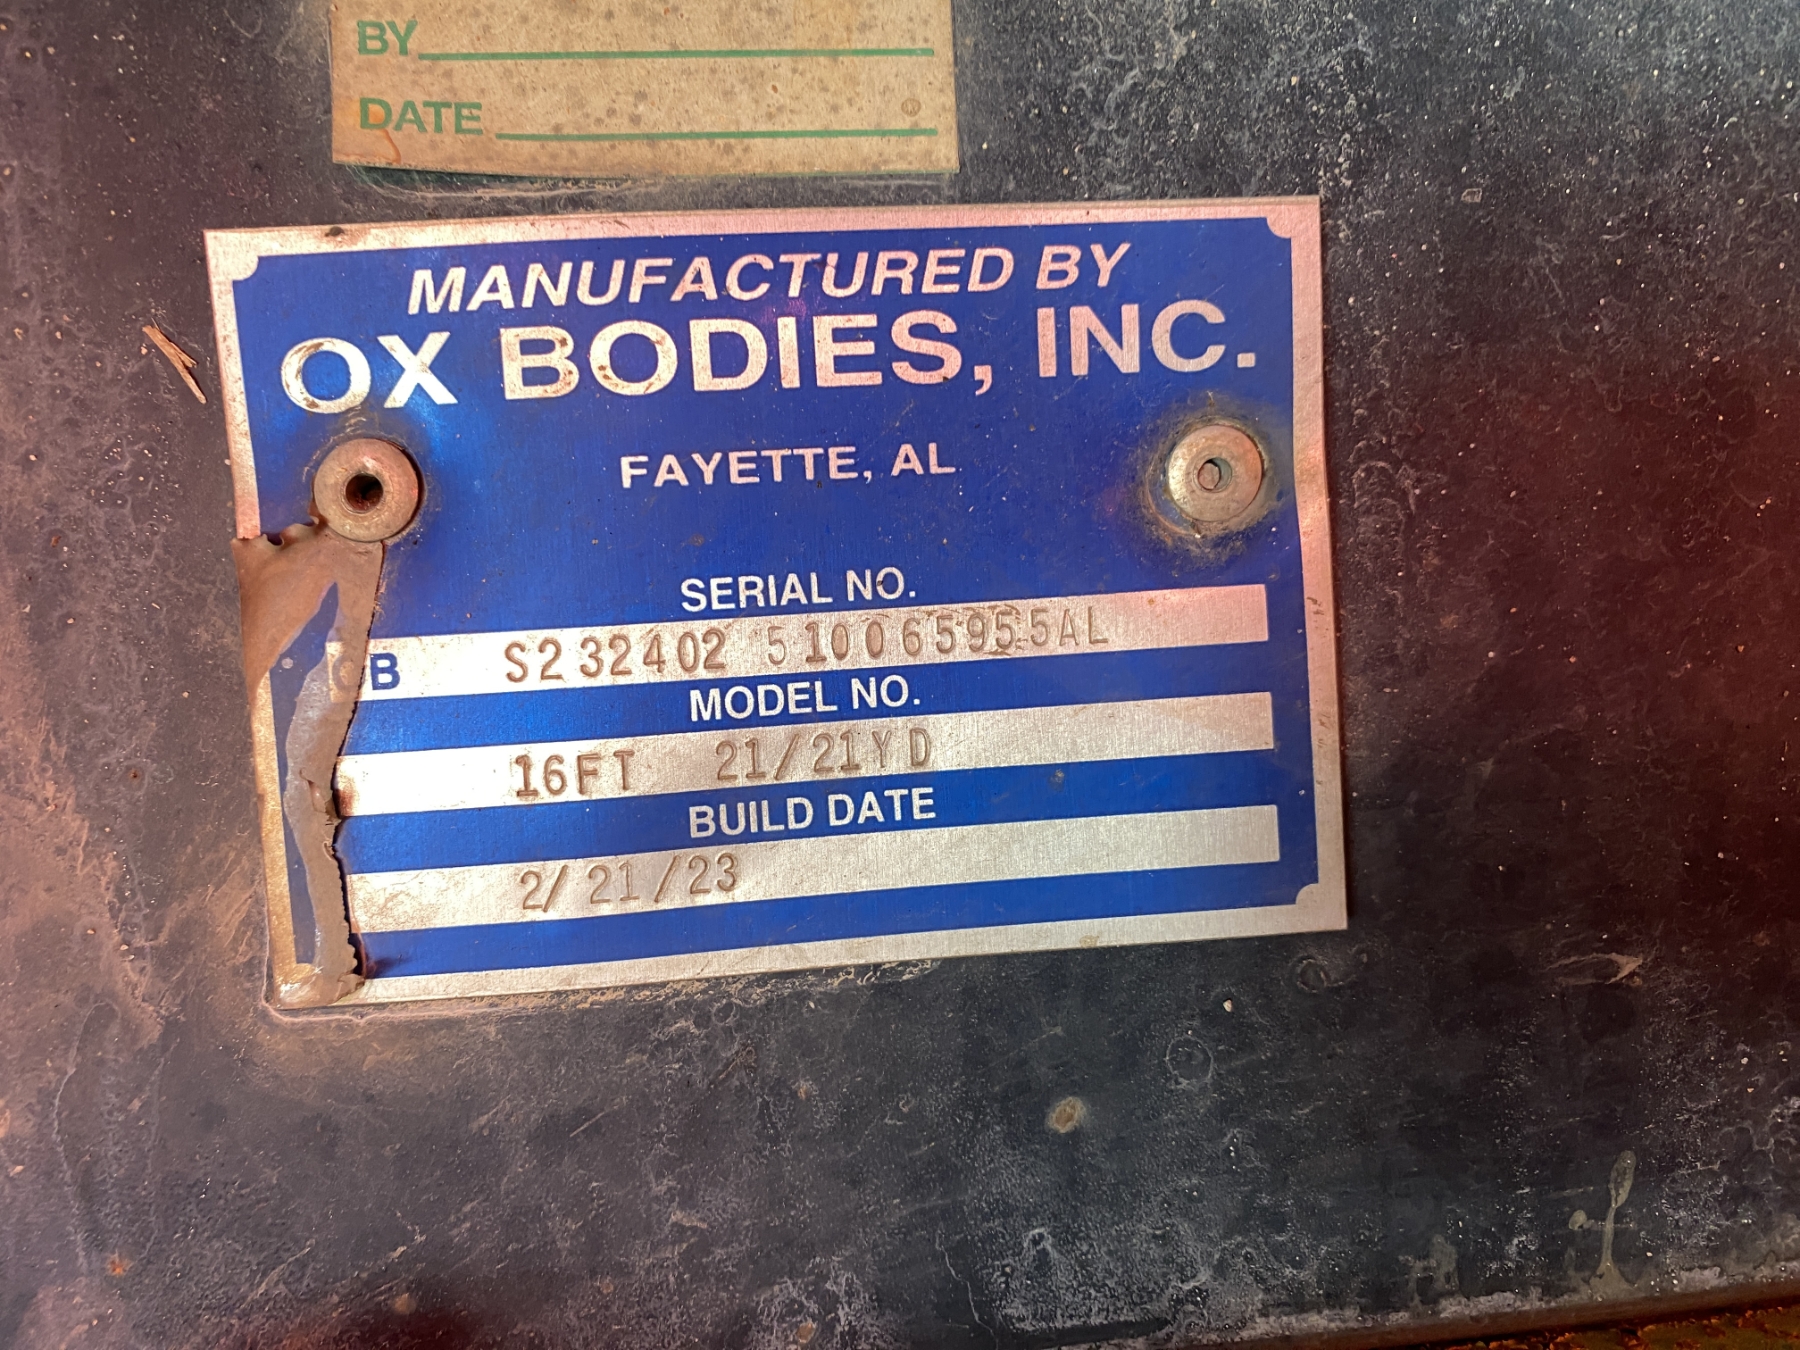 BY
DATE
MANUFACTURED BY
OX BODIES, INC.
FAYETTE, AL
SERIAL NO.
OB S232402 510065955AL
MODEL NO.
16FT 21/21YD
BUILD DATE
2/21/23